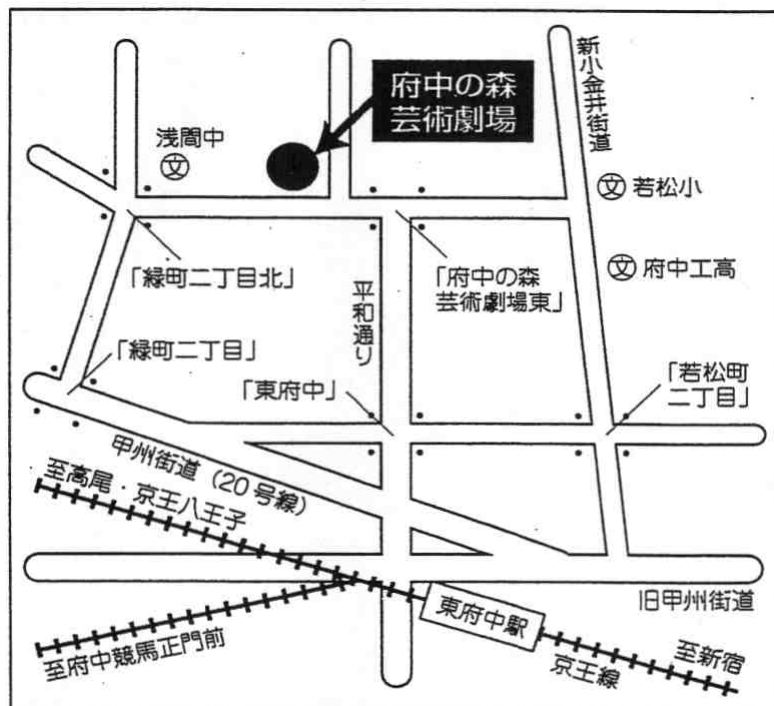 府中の森
芸術劇場
新小金井街道
浅間中
文
文 若松小
「緑町二丁目北」
「府中の森
芸術劇場東」
文 府中工高
平和通り
「緑町二丁目」
「東府中」
「若松町
二丁目」
甲州街道(20号線)
至高尾・京王八王子
旧甲州街道
東府中駅
至府中競馬正門前
京王線
至新宿